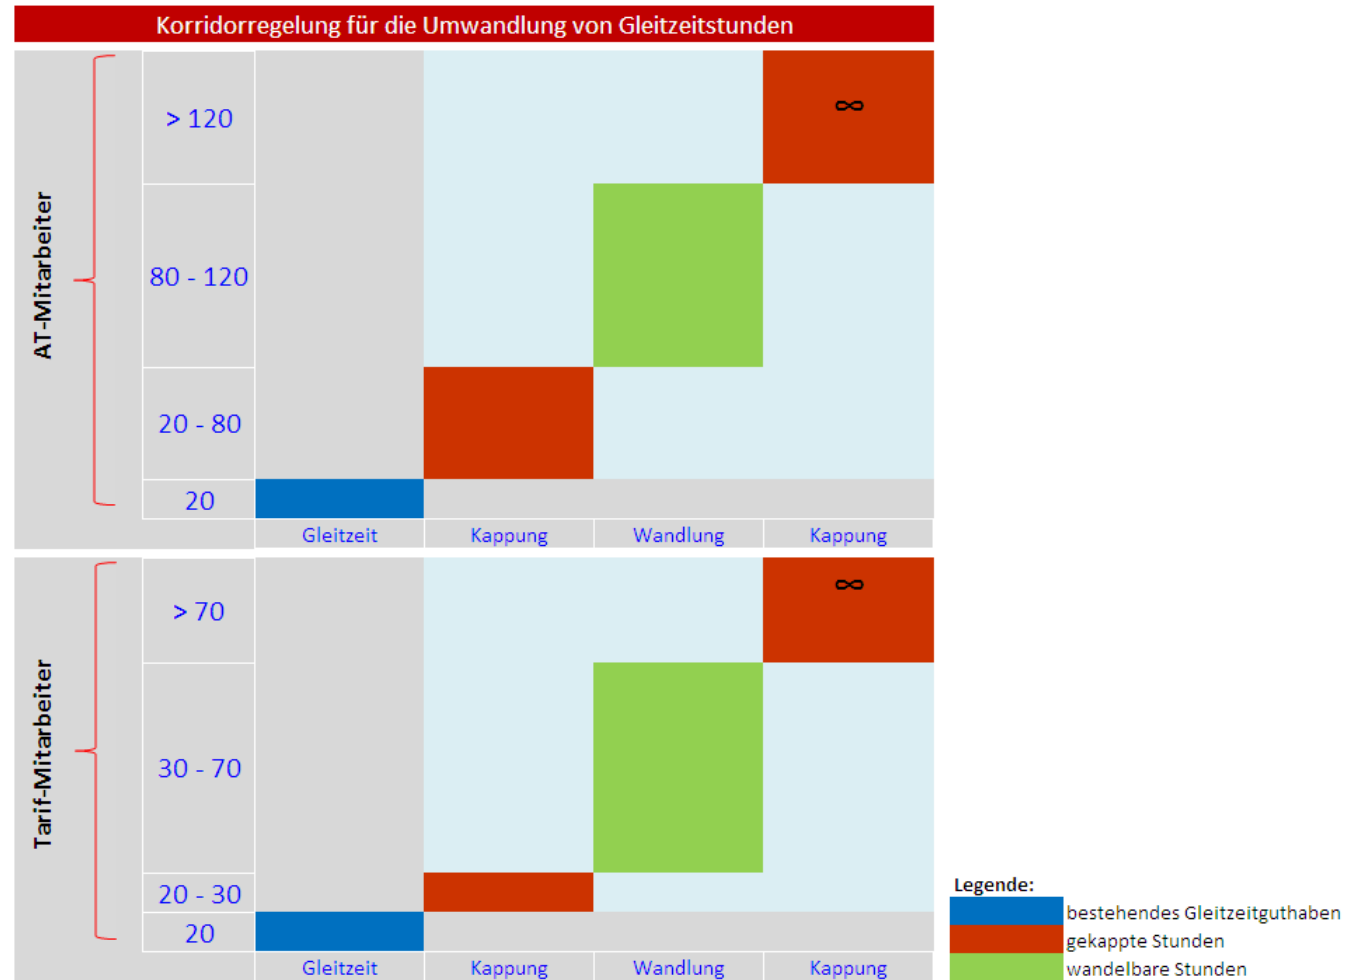 Korridorregelung für die Umwandlung von Gleitzeitstunden
AT-Mitarbeiter
> 120
∞
80 - 120
20 - 80
20
Gleitzeit Kappung Wandlung Kappung
Tarif-Mitarbeiter
> 70
∞
30 - 70
20 - 30
20
Gleitzeit Kappung Wandlung Kappung
Legende:
bestehendes Gleitzeitguthaben
gekappte Stunden
wandelbare Stunden